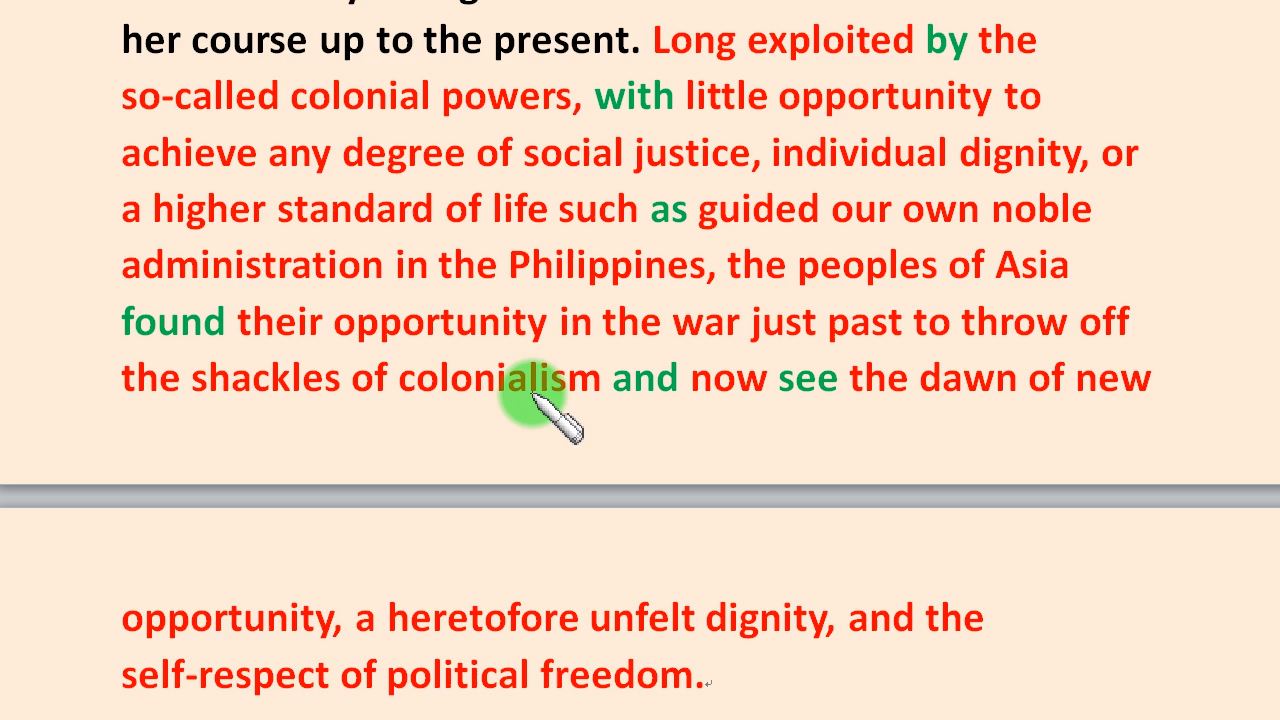 her course up to the present. Long exploited by the
so-called colonial powers, with little opportunity to
achieve any degree of social justice, individual dignity, or
a higher standard of life such as guided our own noble
administration in the Philippines, the peoples of Asia
found their opportunity in the war just past to throw off
the shackles of colonialism and now see the dawn of new
opportunity, a heretofore unfelt dignity, and the
self-respect of political freedom.